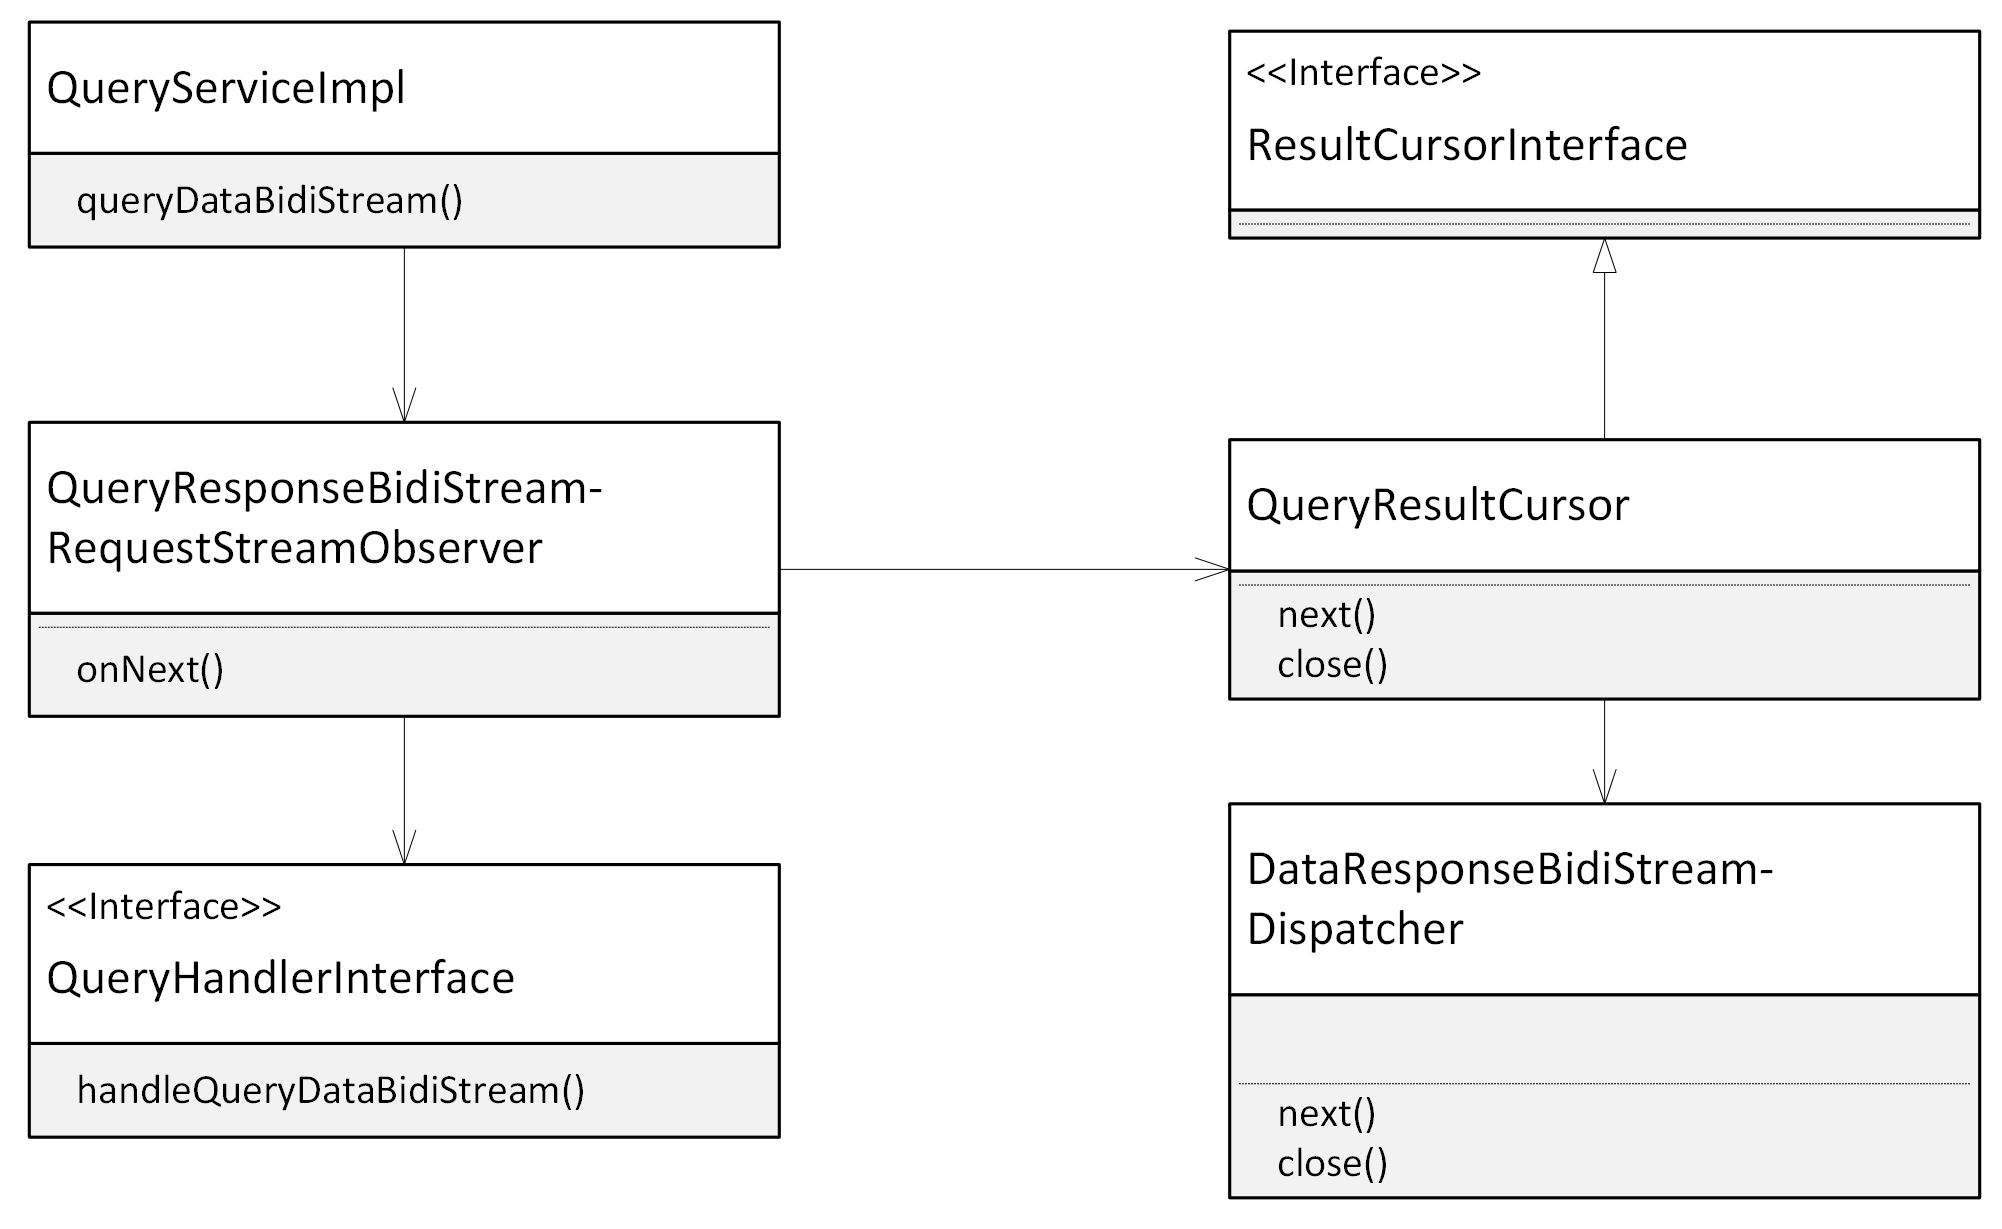 QueryServiceImpl
queryDataBidiStream()
QueryResponseBidiStream-
RequestStreamObserver
onNext()
<<Interface>>
QueryHandlerInterface
handleQueryDataBidiStream()
<<Interface>>
ResultCursorInterface
QueryResultCursor
next()
close()
DataResponseBidiStream-
Dispatcher
next()
close()